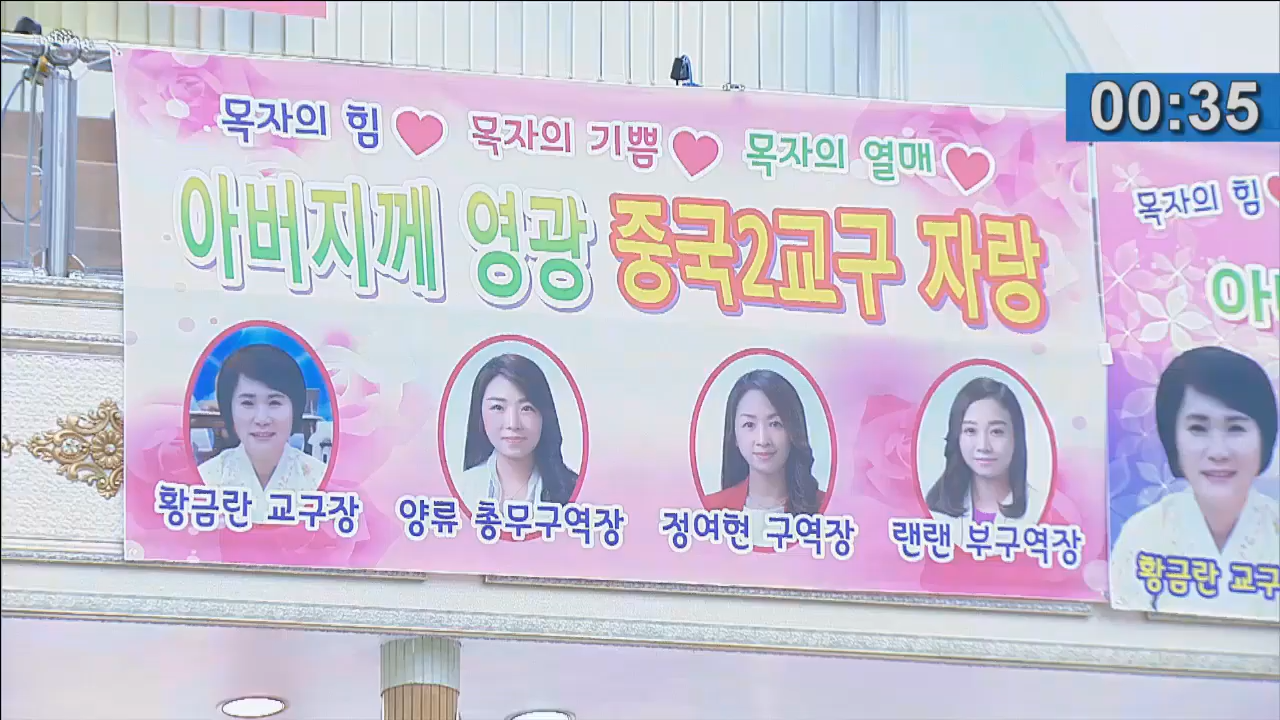 00:35
목자의 힘 목자의 기쁨 목자의 열매
아버지께 영광 중국2교구 자랑
황금란 교구장 양류 총무구역장 정여현 구역장 랜랜 부구역장
목자의 힘
황금란